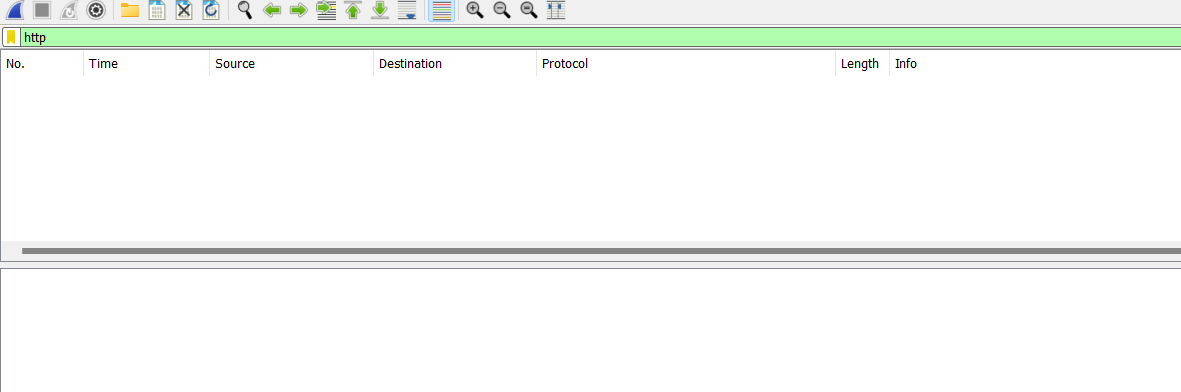 http
No. Time Source Destination Protocol Length Info